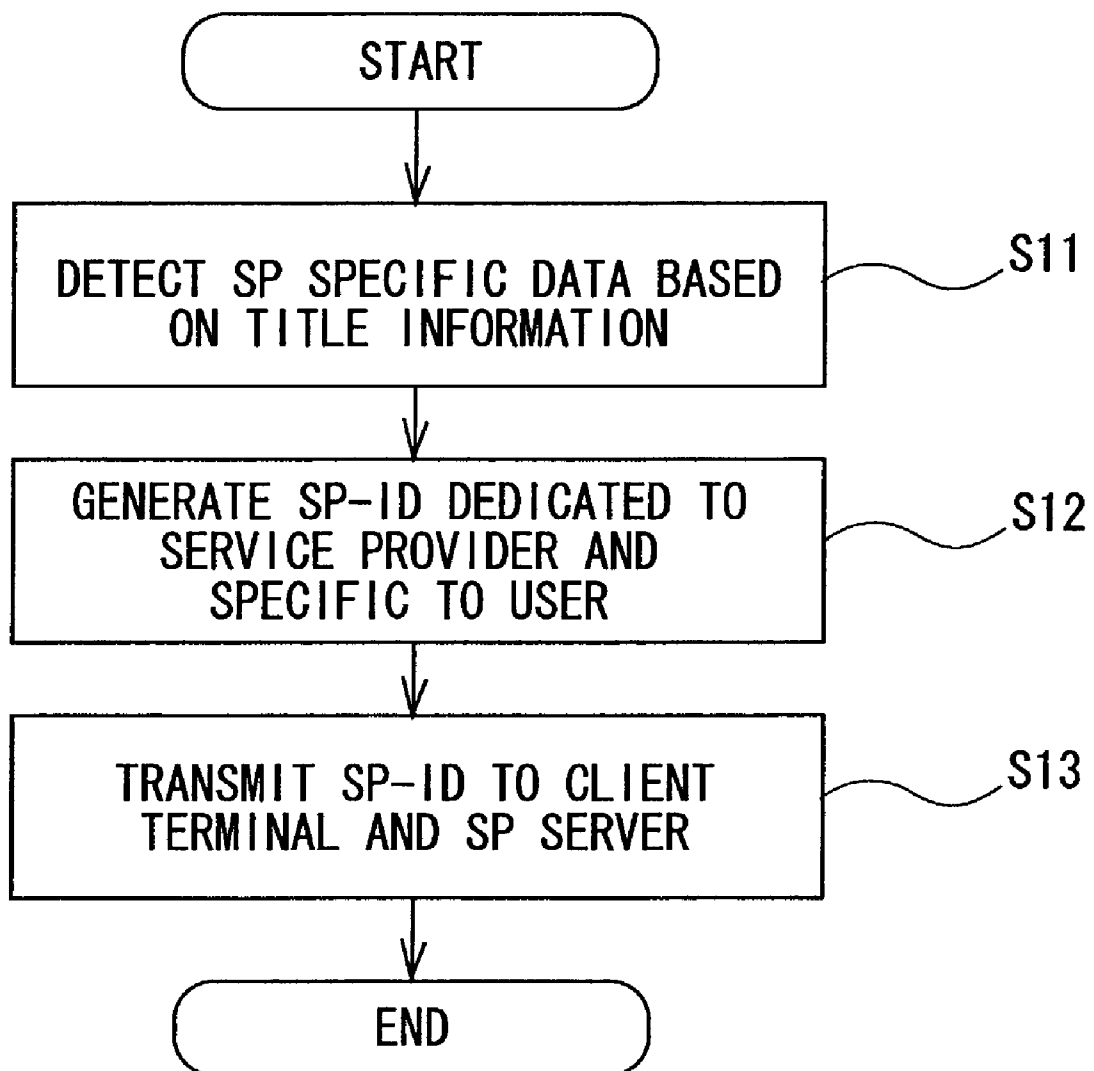 START
DETECT SP SPECIFIC DATA BASED
ON TITLE INFORMATION
S11
GENERATE SP-ID DEDICATED TO
SERVICE PROVIDER AND
SPECIFIC TO USER
S12
TRANSMIT SP-ID TO CLIENT
TERMINAL AND SP SERVER
S13
END